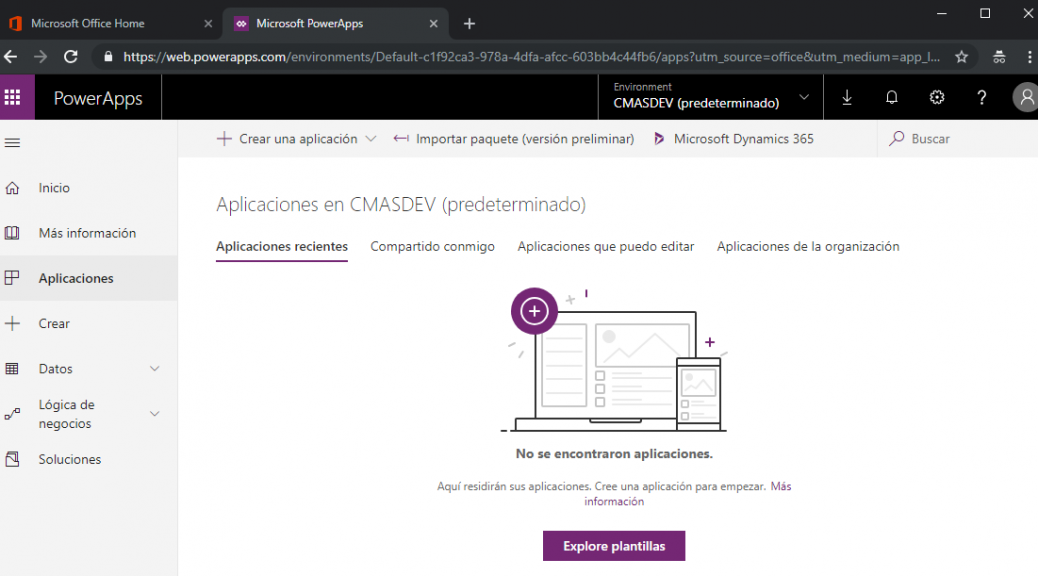 Microsoft Office Home
Microsoft PowerApps
https://web.powerapps.com/environments/Default-c1f92ca3-978a-4dfa-afcc-603bb4c44fb6/apps?utm_source=office&utm_medium=app_l...
PowerApps
Environment
CMASDEV (predeterminado)
Crear una aplicación
Importar paquete (versión preliminar)
Microsoft Dynamics 365
Buscar
Inicio
Más información
Aplicaciones
Crear
Datos
Lógica de
negocios
Soluciones
Aplicaciones en CMASDEV (predeterminado)
Aplicaciones recientes
Compartido conmigo
Aplicaciones que puedo editar
Aplicaciones de la organización
No se encontraron aplicaciones.
Aquí residirán sus aplicaciones. Cree una aplicación para empezar. Más
información
Explore plantillas